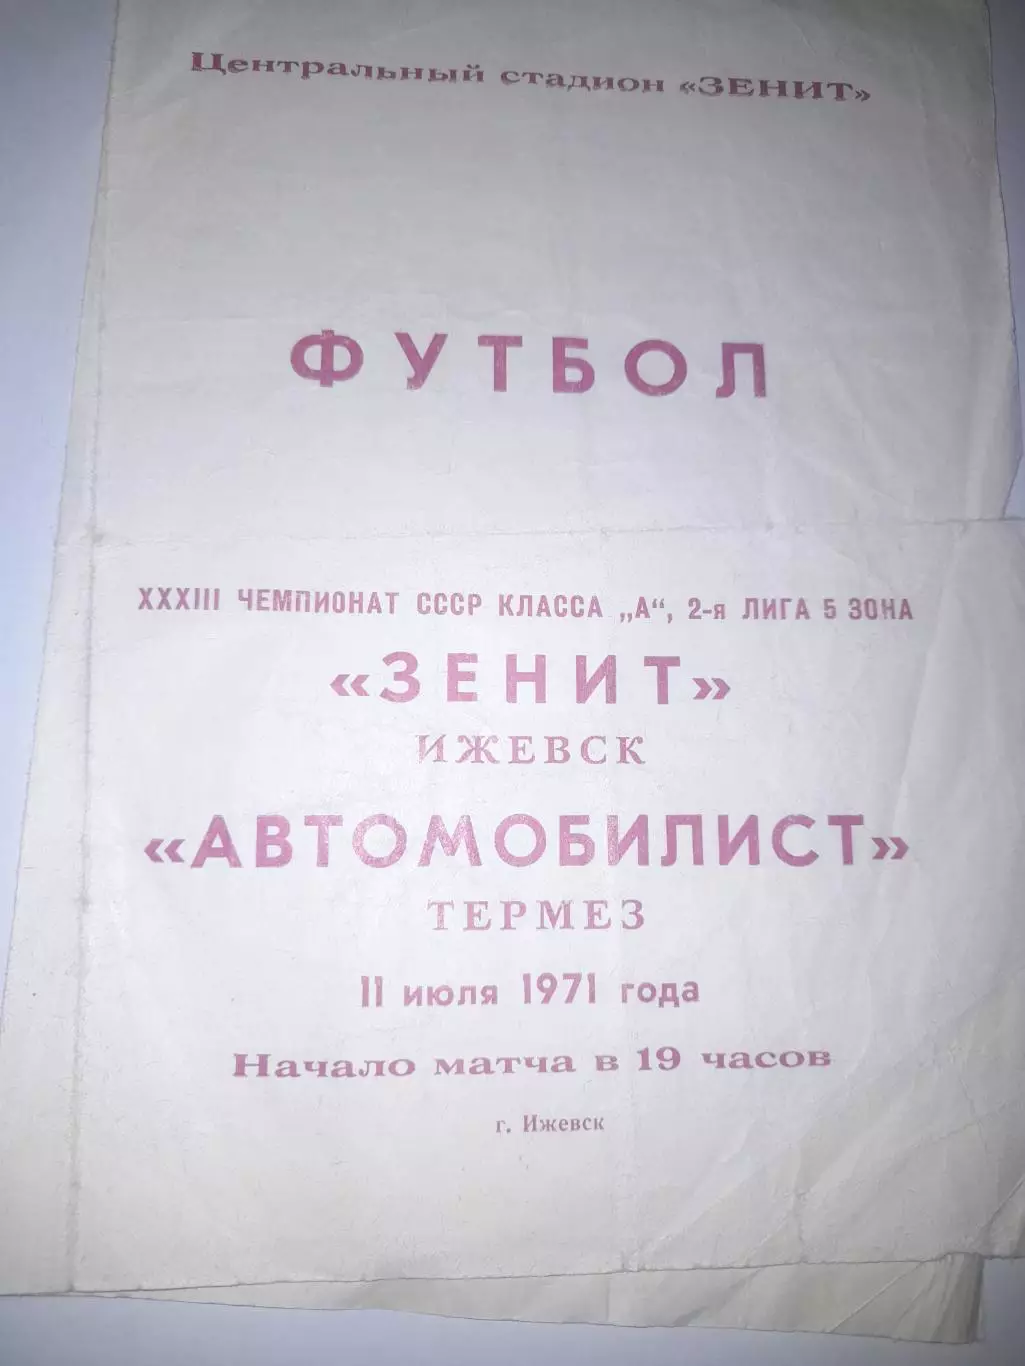 Центральный стадион «ЗЕНИТ»
ФУТБОЛ
XXXIII ЧЕМПИОНАТ СССР КЛАССА „А“, 2-я ЛИГА 5 ЗОНА
«ЗЕНИТ»
ИЖЕВСК
«АВТОМОБИЛИСТ»
ТЕРМЕЗ
11 июля 1971 года
Начало матча в 19 часов
г. Ижевск